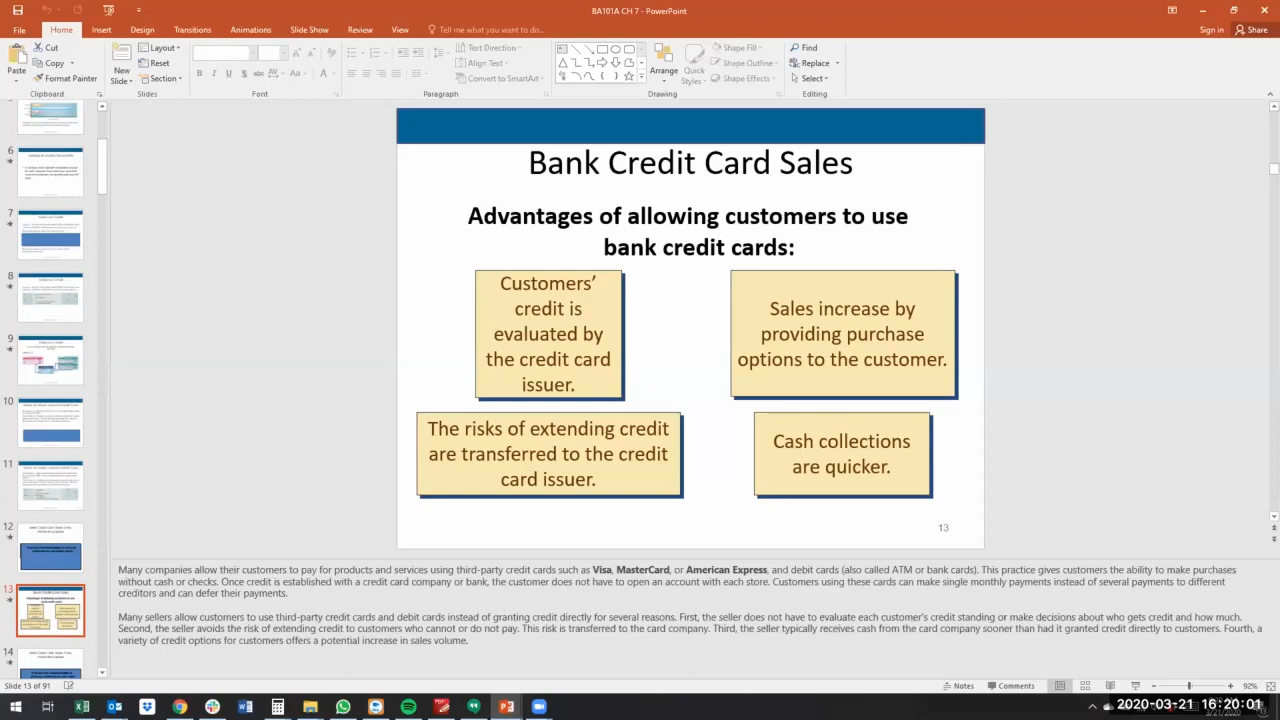 BA101A CH 7 - PowerPoint
File Home Insert Design Transitions Animations Slide Show Review View Tell me what you want to do... Sign in Share
Paste
Cut
Copy
Format Painter
Clipboard
New
Slide
Layout
Reset
Section
Slides
Font
Text Direction
Align Text
Convert to SmartArt
Paragraph
Arrange
Quick
Styles
Shape Fill
Shape Outline
Shape Effects
Drawing
Find
Replace
Select
Editing
6
7
8
9
10
12
13
14
Bank Credit Card Sales
Advantages of allowing customers to use
bank credit cards:
Customers’
credit is
evaluated by
the credit card
issuer.
Sales increase by
providing purchase
options to the customer.
The risks of extending credit
are transferred to the credit
card issuer.
Cash collections
are quicker.
13
Many companies allow their customers to pay for products and services using third-party credit cards such as Visa, MasterCard, or American Express, and debit cards (also called ATM or bank cards). This practice gives customers the ability to make purchases
without cash or checks. Once credit is established with a credit card company or bank, the customer does not have to open an account with each store. Customers using these cards can make single monthly payments instead of several payments to different
creditors and can defer their payments.
Many sellers allow customers to use third-party credit cards and debit cards instead of granting credit directly for several reasons. First, the seller does not have to evaluate each customer's credit standing or make decisions about who gets credit and how much.
Second, the seller avoids the risk of extending credit to customers who cannot or do not pay. This risk is transferred to the card company. Third, the seller typically receives cash from the card company sooner than had it granted credit directly to customers. Fourth, a
variety of credit options for customers offers a potential increase in sales volume.
Slide 13 of 91
Notes
Comments
92%
2020-03-21 16:20:01
3/21/2020